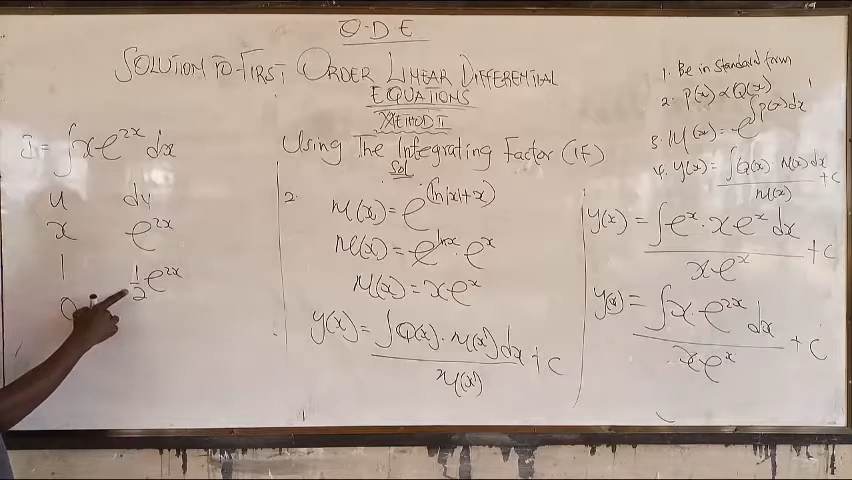 O.D.E
SOLUTION TO FIRST ORDER LINEAR DIFFERENTIAL
EQUATIONS
METHOD II
Using The Integrating Factor (IF)
1. Be in Standard form
2. P(x) & Q(x)
3. μ(x) = e^{∫p(x)dx}
4. y(x) = ∫Q(x)·μ(x)dx / μ(x) + c
I = ∫xe^{2x} dx
u dv
x e^{2x}
1 ½e^{2x}
0
Sol
2. μ(x) = e^{(ln|x|+x)}
μ(x) = e^{lnx} · e^x
μ(x) = xe^x
y(x) = ∫Q(x)·μ(x)dx / μ(x) + c
y(x) = ∫e^x · xe^x dx / xe^x + c
y(x) = ∫x·e^{2x} dx / xe^x + c